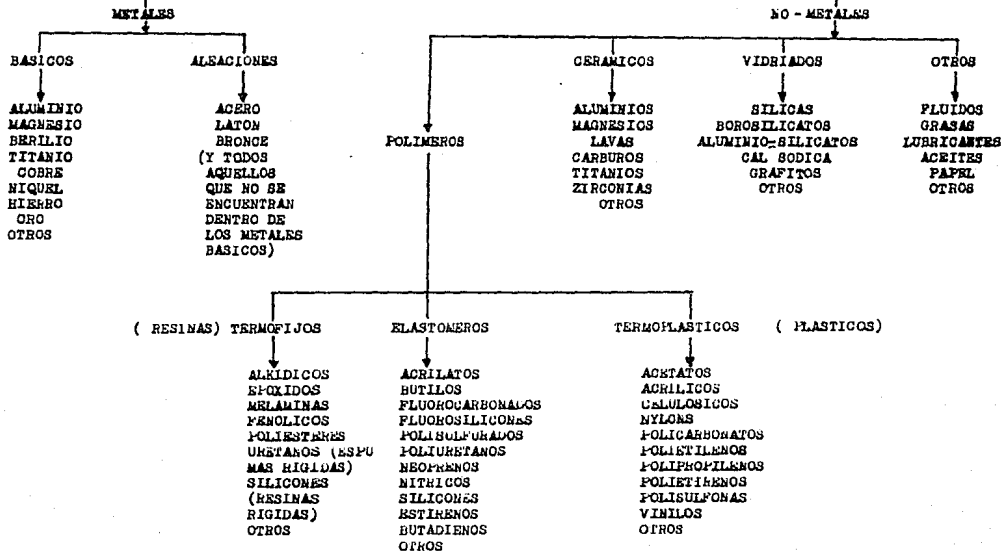 METALES
NO - METALES
BASICOS
ALEACIONES
CERAMICOS
VIDRIADOS
OTROS
ALUMINIO
MAGNESIO
BERILIO
TITANIO
COBRE
NIQUEL
HIERRO
ORO
OTROS
ACERO
LATON
BRONCE
(Y TODOS
AQUELLOS
QUE NO SE
ENCUENTRAN
DENTRO DE
LOS METALES
BASICOS)
POLIMEROS
ALUMINIOS
MAGNESIOS
LAVAS
CARBUROS
TITANIOS
ZIRCONIAS
OTROS
SILICAS
BOROSILICATOS
ALUMINIO-SILICATOS
CAL SODICA
GRAFITOS
OTROS
FLUIDOS
GRASAS
LUBRICANTES
ACEITES
PAPEL
OTROS
( RESINAS) TERMOFIJOS
ELASTOMEROS
TERMOPLASTICOS
( PLASTICOS)
ALKIDICOS
EPOXIDOS
MELAMINAS
FENOLICOS
POLIESTERES
URETANOS (ESPU
MAS RIGIDAS)
SILICONES
(RESINAS
RIGIDAS)
OTROS
ACRILATOS
BUTILOS
FLUOROCARBONADOS
FLUOROSILICONES
POLISULFURADOS
POLIURETANOS
NEOPRENOS
NITRICOS
SILICONES
ESTIRENOS
BUTADIENOS
OTROS
ACETATOS
ACRILICOS
CELULOSICOS
NYLONS
POLICARBONATOS
POLIETILENOS
POLIPROPILENOS
POLIETIRENOS
POLISULFONAS
VINILOS
OTROS